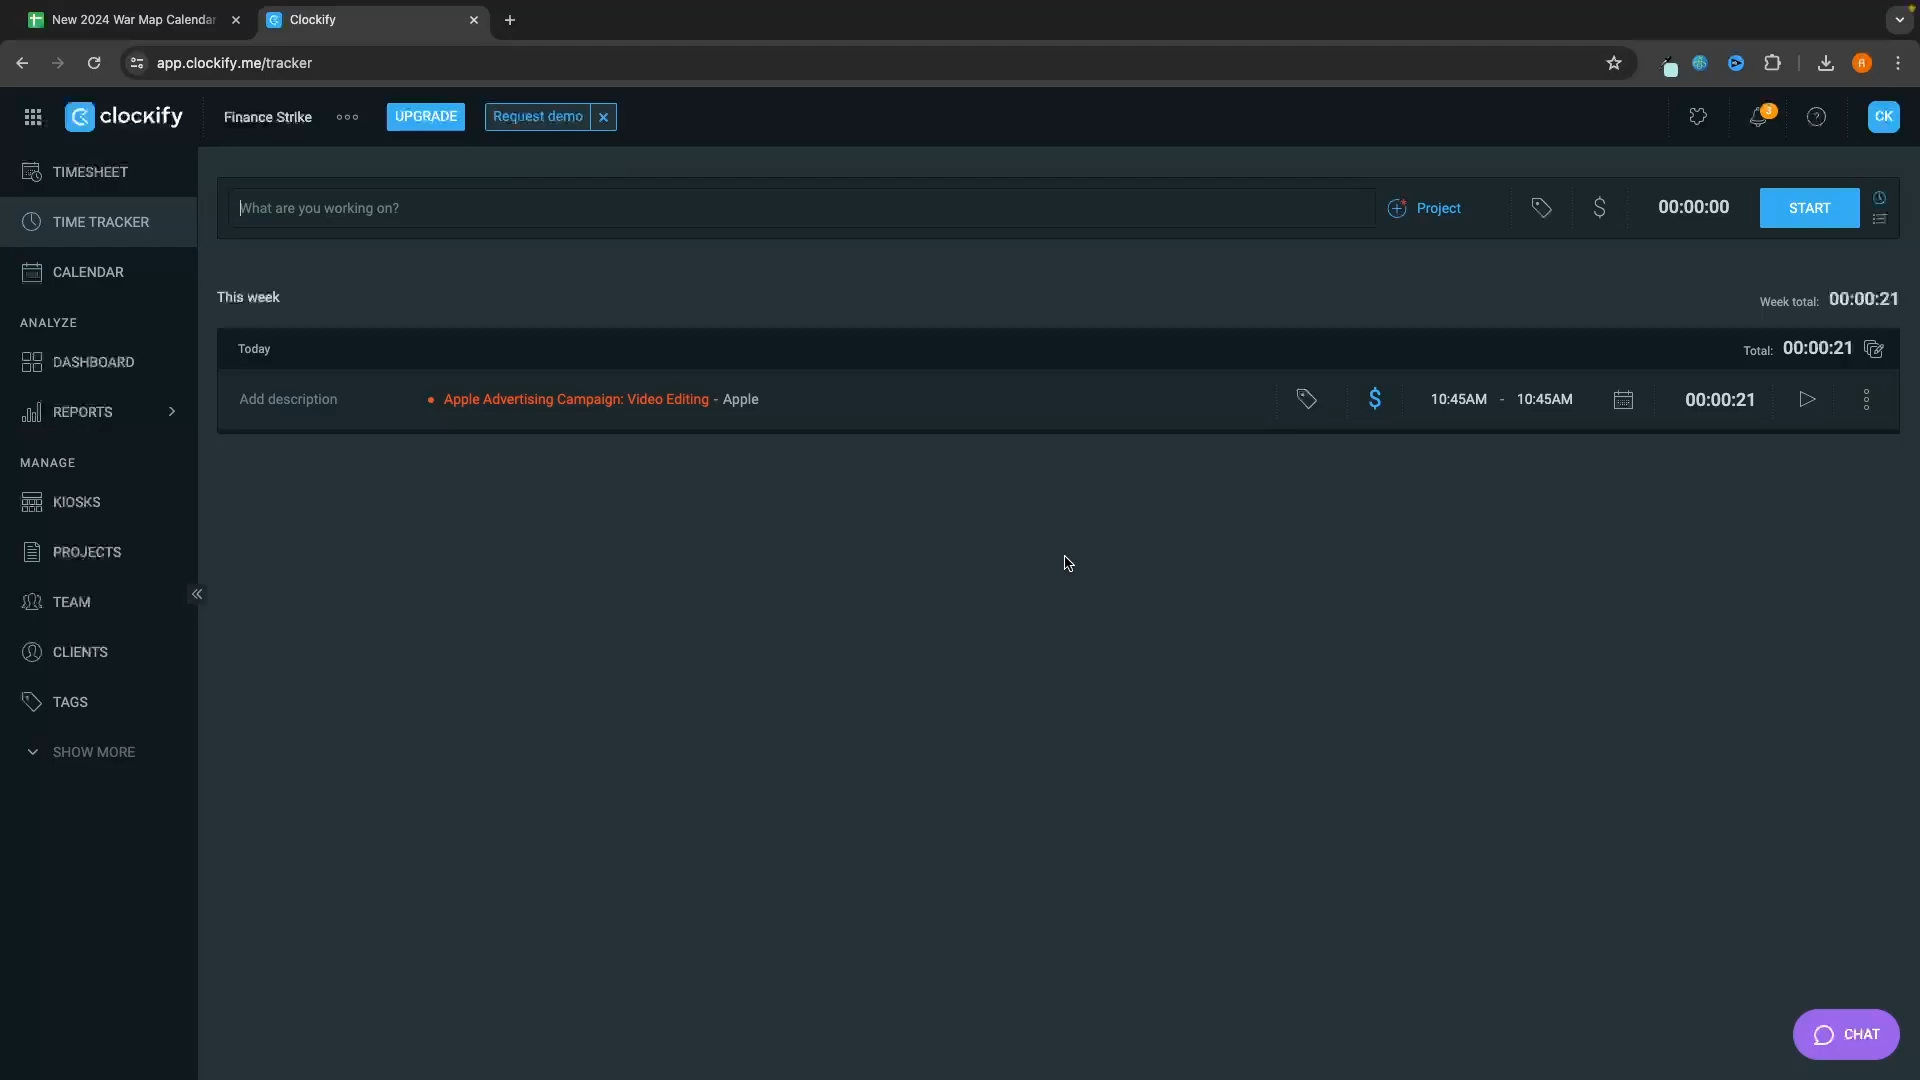 New 2024 War Map Calendar
Clockify
app.clockify.me/tracker
clockify
Finance Strike
UPGRADE
Request demo
3
CK
TIMESHEET
TIME TRACKER
CALENDAR
ANALYZE
DASHBOARD
REPORTS
MANAGE
KIOSKS
PROJECTS
TEAM
CLIENTS
TAGS
SHOW MORE
What are you working on?
Project
00:00:00
START
This week
Week total: 00:00:21
Today
Total: 00:00:21
Add description
Apple Advertising Campaign: Video Editing - Apple
10:45AM - 10:45AM
00:00:21
CHAT